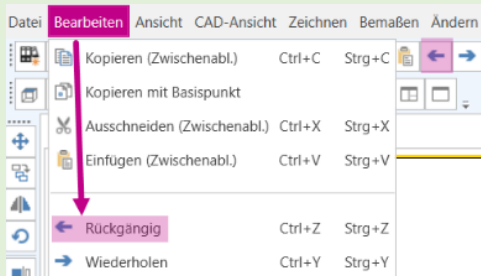 Datei Bearbeiten Ansicht CAD-Ansicht Zeichnen Bemaßen Ändern
Kopieren (Zwischenabl.) Ctrl+C Strg+C
Kopieren mit Basispunkt
Ausschneiden (Zwischenabl.) Ctrl+X Strg+X
Einfügen (Zwischenabl.) Ctrl+V Strg+V
Rückgängig Ctrl+Z Strg+Z
Wiederholen Ctrl+Y Strg+Y